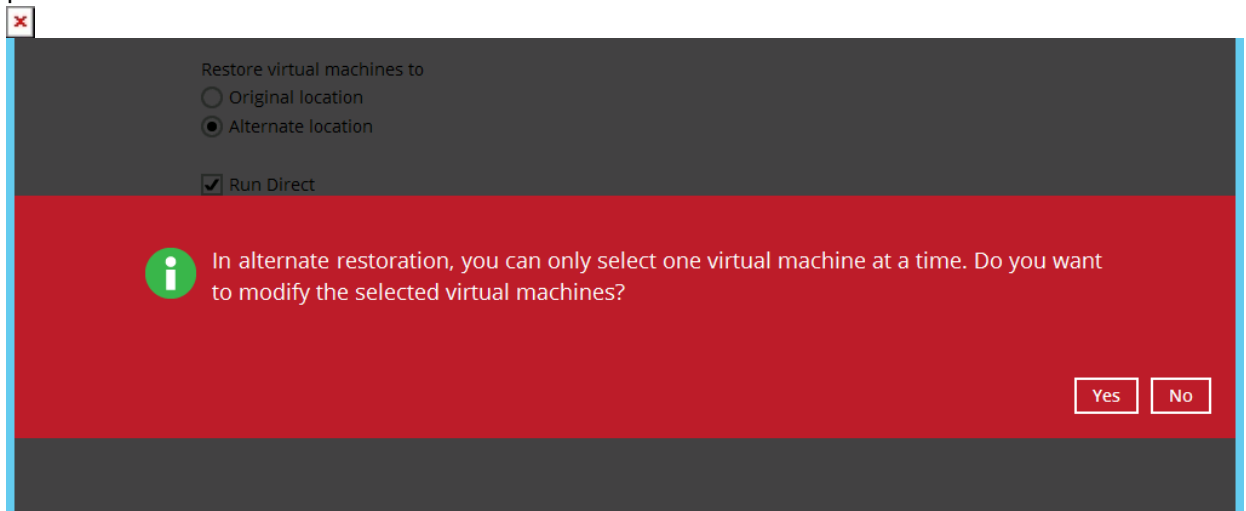 Restore virtual machines to
Original location
Alternate location
Run Direct
In alternate restoration, you can only select one virtual machine at a time. Do you want
to modify the selected virtual machines?
Yes No